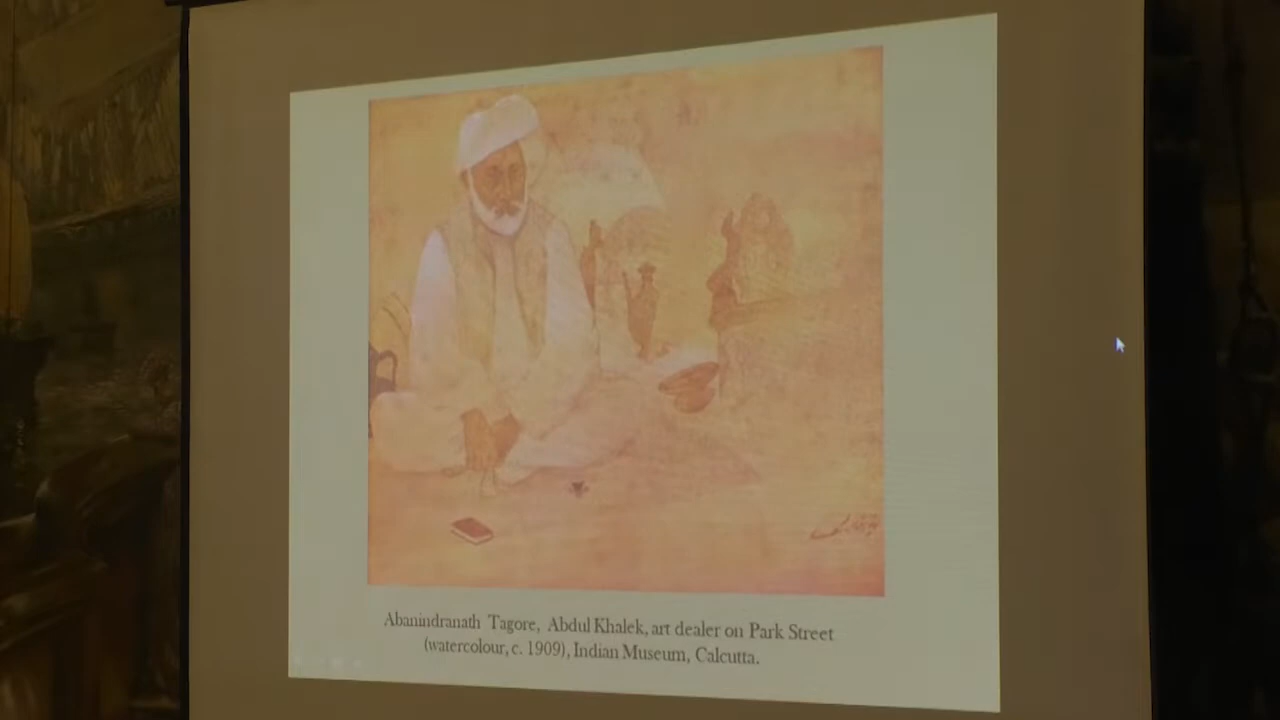 Abanindranath Tagore, Abdul Khalek, art dealer on Park Street
(watercolour, c. 1909), Indian Museum, Calcutta.